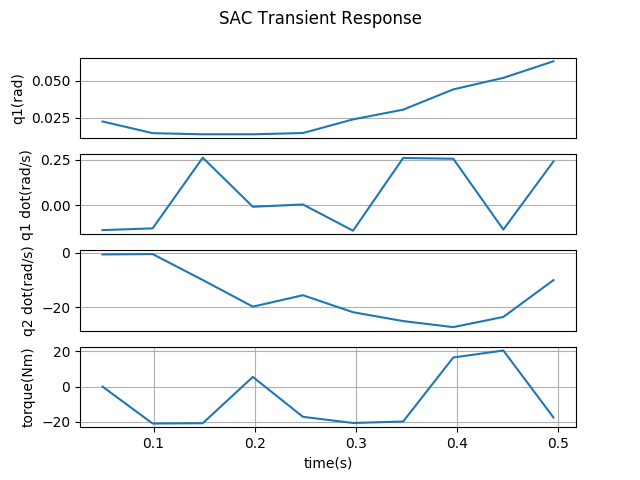 SAC Transient Response
q1(rad)
0.050
0.025
q1 dot(rad/s)
0.25
0.00
q2 dot(rad/s)
0
−20
torque(Nm)
20
0
−20
0.1 0.2 0.3 0.4 0.5
time(s)